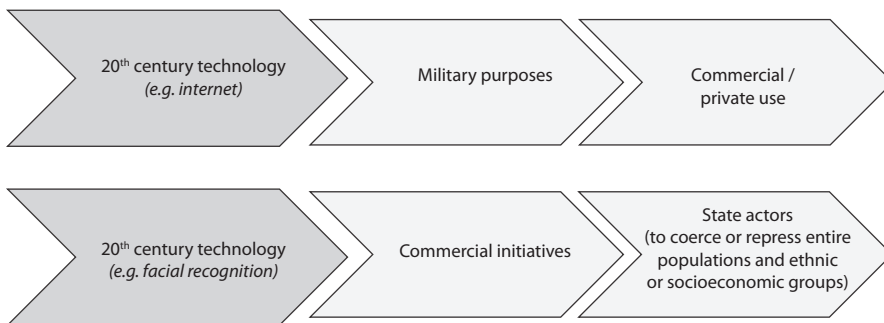 20th century technology
(e.g. internet)
Military purposes
Commercial /
private use
20th century technology
(e.g. facial recognition)
Commercial initiatives
State actors
(to coerce or repress entire
populations and ethnic
or socioeconomic groups)